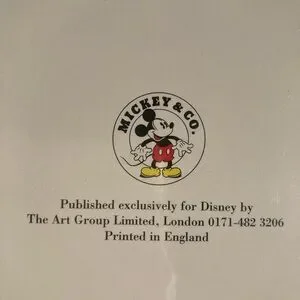 MICKEY & CO.
Published exclusively for Disney by
The Art Group Limited, London 0171-482 3206
Printed in England